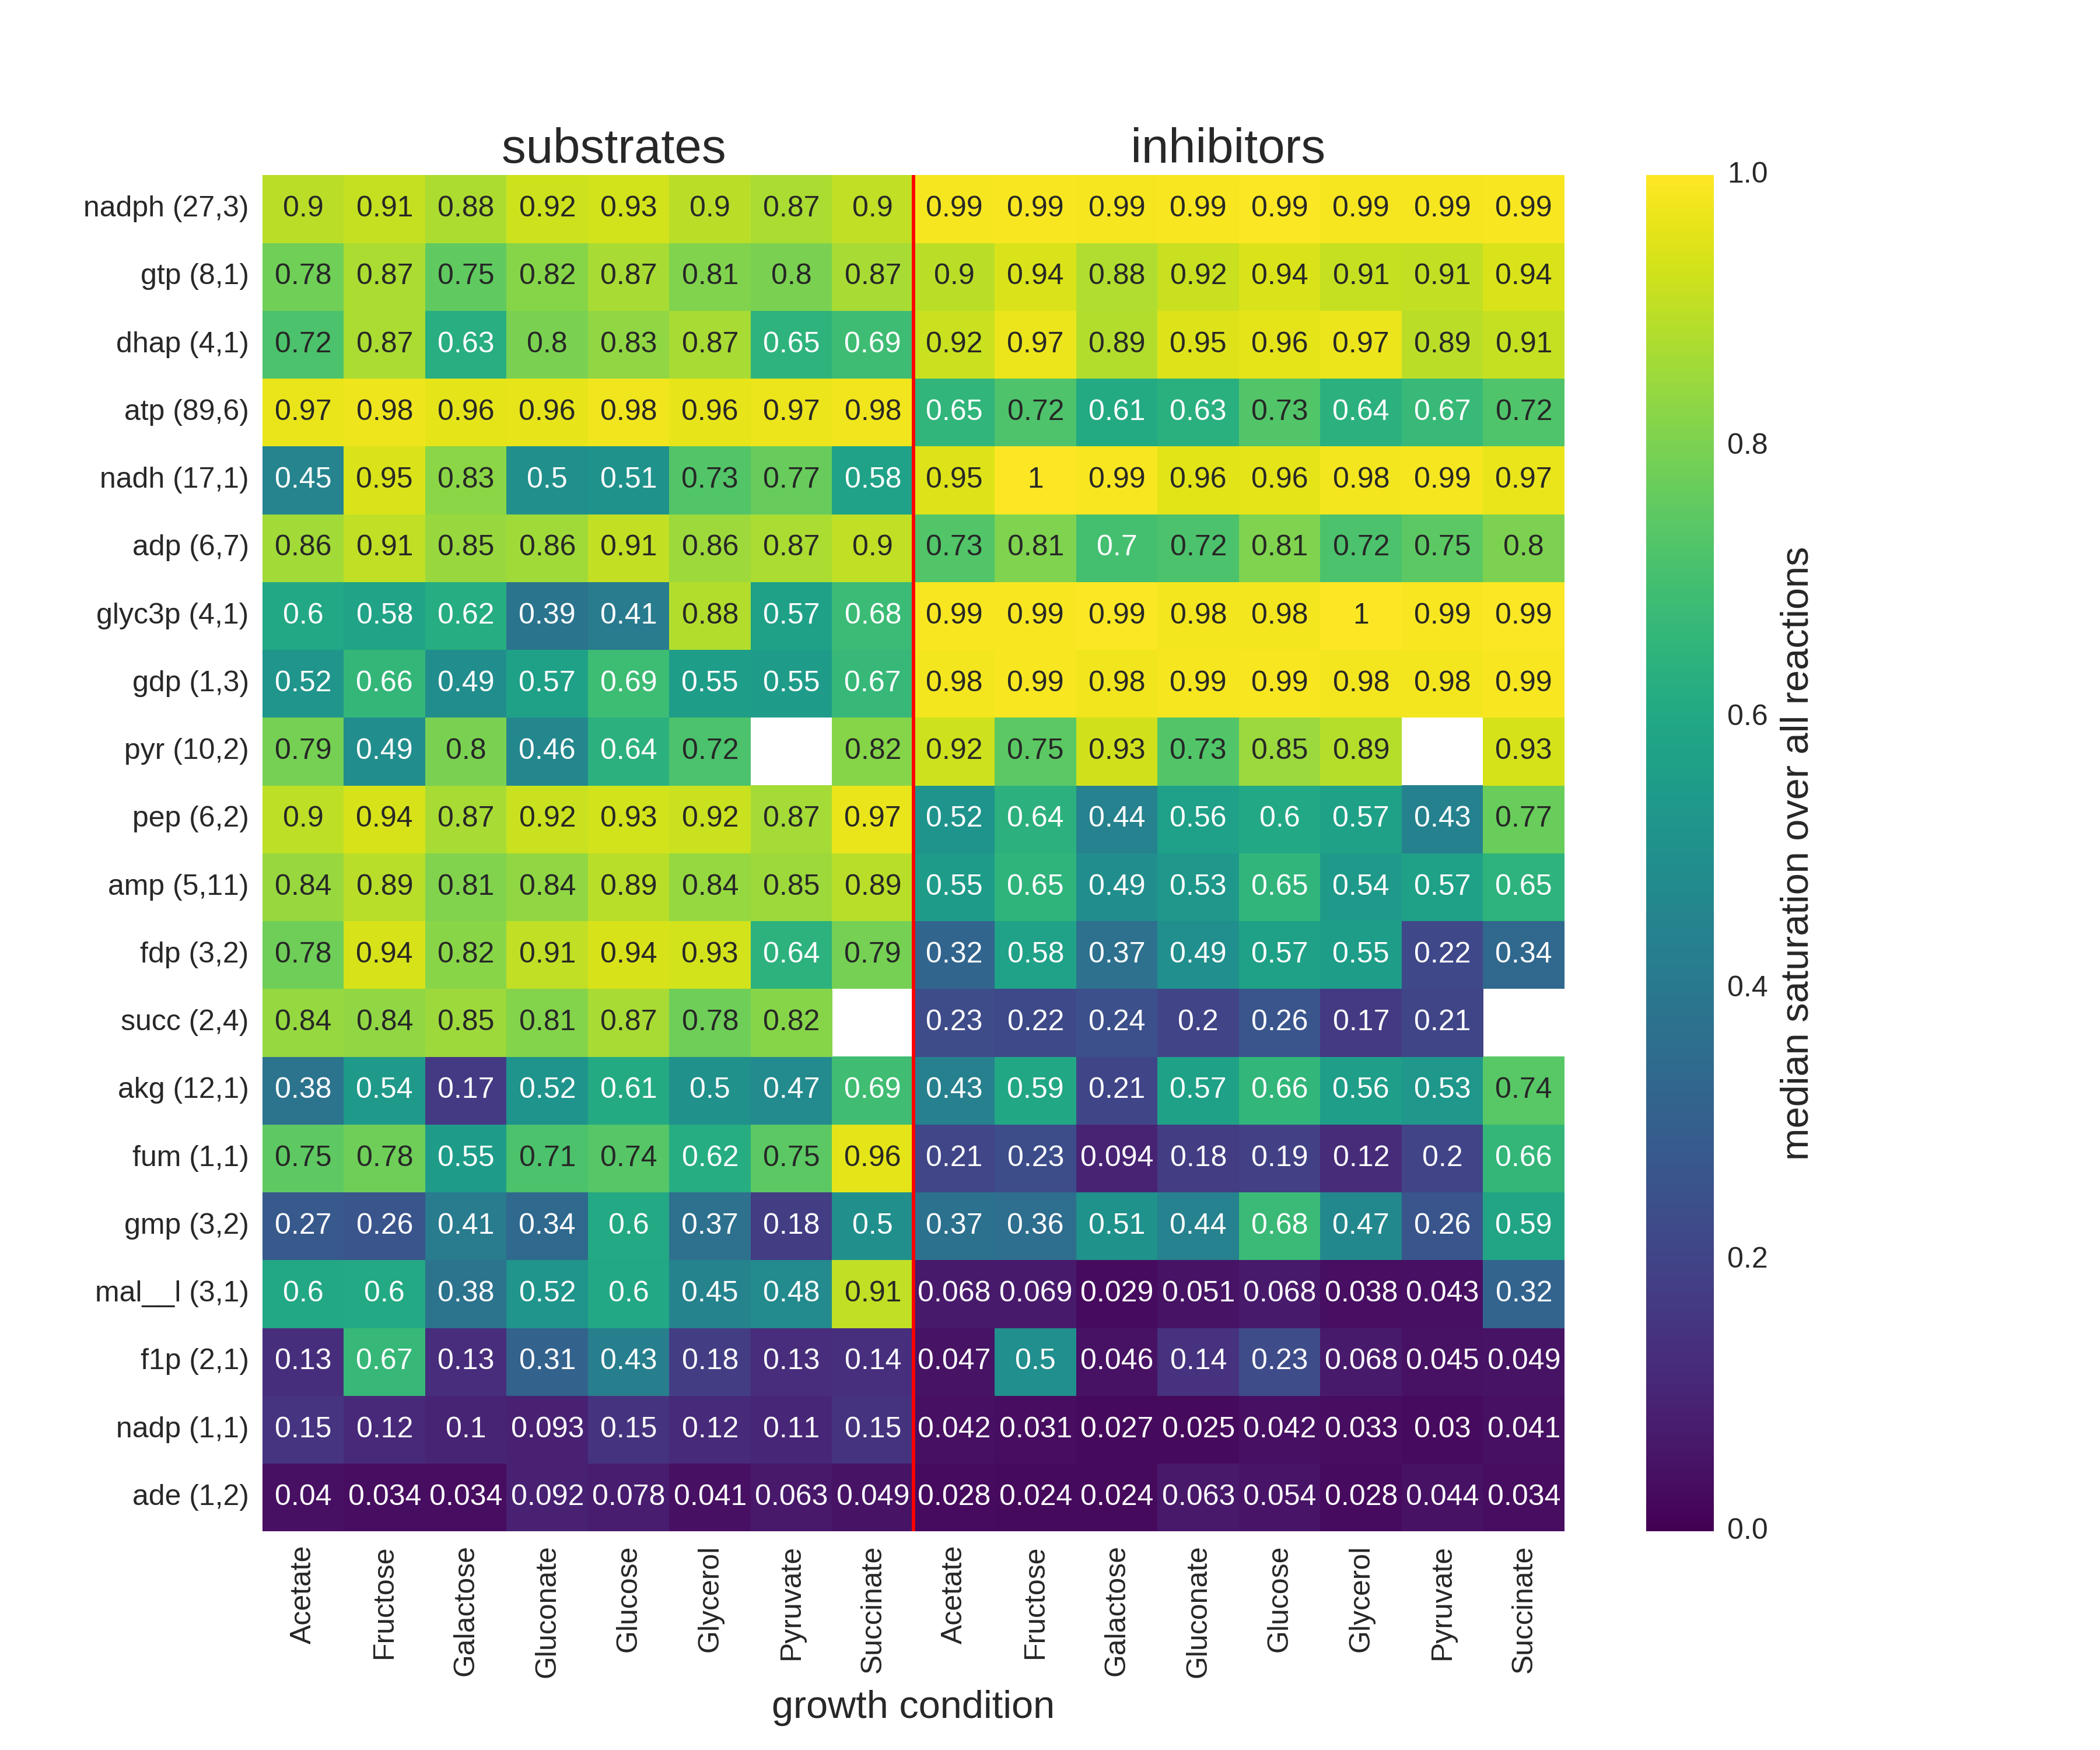 substrates inhibitors
nadph (27,3) 0.9 0.91 0.88 0.92 0.93 0.9 0.87 0.9 0.99 0.99 0.99 0.99 0.99 0.99 0.99 0.99
gtp (8,1) 0.78 0.87 0.75 0.82 0.87 0.81 0.8 0.87 0.9 0.94 0.88 0.92 0.94 0.91 0.91 0.94
dhap (4,1) 0.72 0.87 0.63 0.8 0.83 0.87 0.65 0.69 0.92 0.97 0.89 0.95 0.96 0.97 0.89 0.91
atp (89,6) 0.97 0.98 0.96 0.96 0.98 0.96 0.97 0.98 0.65 0.72 0.61 0.63 0.73 0.64 0.67 0.72
nadh (17,1) 0.45 0.95 0.83 0.5 0.51 0.73 0.77 0.58 0.95 1 0.99 0.96 0.96 0.98 0.99 0.97
adp (6,7) 0.86 0.91 0.85 0.86 0.91 0.86 0.87 0.9 0.73 0.81 0.7 0.72 0.81 0.72 0.75 0.8
glyc3p (4,1) 0.6 0.58 0.62 0.39 0.41 0.88 0.57 0.68 0.99 0.99 0.99 0.98 0.98 1 0.99 0.99
gdp (1,3) 0.52 0.66 0.49 0.57 0.69 0.55 0.55 0.67 0.98 0.99 0.98 0.99 0.99 0.98 0.98 0.99
pyr (10,2) 0.79 0.49 0.8 0.46 0.64 0.72 0.82 0.92 0.75 0.93 0.73 0.85 0.89 0.93
pep (6,2) 0.9 0.94 0.87 0.92 0.93 0.92 0.87 0.97 0.52 0.64 0.44 0.56 0.6 0.57 0.43 0.77
amp (5,11) 0.84 0.89 0.81 0.84 0.89 0.84 0.85 0.89 0.55 0.65 0.49 0.53 0.65 0.54 0.57 0.65
fdp (3,2) 0.78 0.94 0.82 0.91 0.94 0.93 0.64 0.79 0.32 0.58 0.37 0.49 0.57 0.55 0.22 0.34
succ (2,4) 0.84 0.84 0.85 0.81 0.87 0.78 0.82 0.23 0.22 0.24 0.2 0.26 0.17 0.21
akg (12,1) 0.38 0.54 0.17 0.52 0.61 0.5 0.47 0.69 0.43 0.59 0.21 0.57 0.66 0.56 0.53 0.74
fum (1,1) 0.75 0.78 0.55 0.71 0.74 0.62 0.75 0.96 0.21 0.23 0.094 0.18 0.19 0.12 0.2 0.66
gmp (3,2) 0.27 0.26 0.41 0.34 0.6 0.37 0.18 0.5 0.37 0.36 0.51 0.44 0.68 0.47 0.26 0.59
mal__l (3,1) 0.6 0.6 0.38 0.52 0.6 0.45 0.48 0.91 0.068 0.069 0.029 0.051 0.068 0.038 0.043 0.32
f1p (2,1) 0.13 0.67 0.13 0.31 0.43 0.18 0.13 0.14 0.047 0.5 0.046 0.14 0.23 0.068 0.045 0.049
nadp (1,1) 0.15 0.12 0.1 0.093 0.15 0.12 0.11 0.15 0.042 0.031 0.027 0.025 0.042 0.033 0.03 0.041
ade (1,2) 0.04 0.034 0.034 0.092 0.078 0.041 0.063 0.049 0.028 0.024 0.024 0.063 0.054 0.028 0.044 0.034
Acetate Fructose Galactose Gluconate Glucose Glycerol Pyruvate Succinate Acetate Fructose Galactose Gluconate Glucose Glycerol Pyruvate Succinate
growth condition
1.0
0.8
0.6
0.4
0.2
0.0
median saturation over all reactions